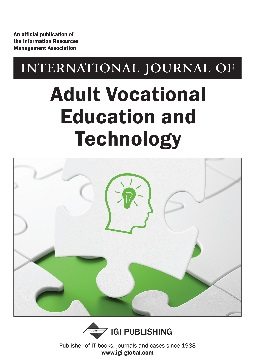 An official publication of
the Information Resources
Management Association
INTERNATIONAL JOURNAL OF
Adult Vocational
Education and
Technology
IGI PUBLISHING
Publisher of IT books, journals and cases since 1988
www.igi-global.com